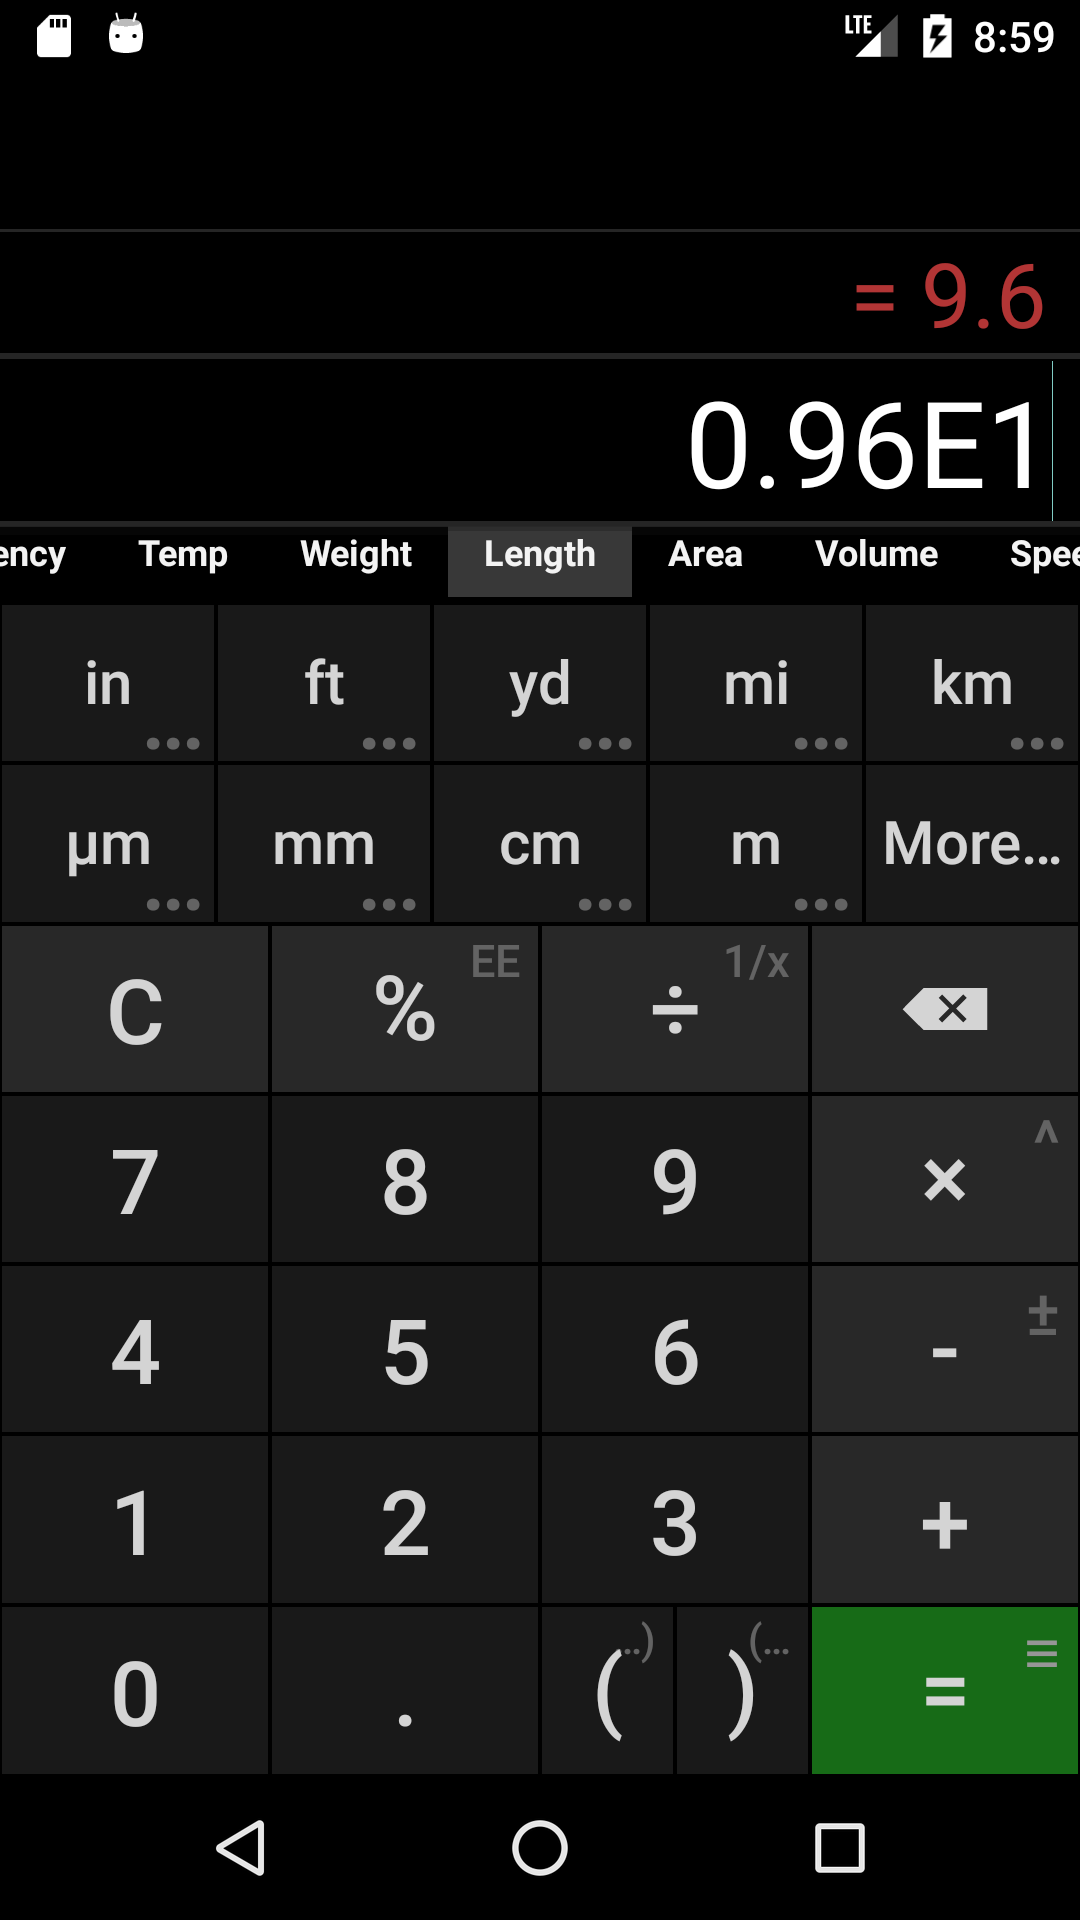 LTE 8:59
= 9.6
0.96E1
ency Temp Weight Length Area Volume Spee
in ft yd mi km
µm mm cm m More...
C % EE ÷ 1/x
7 8 9 × ^
4 5 6 - ±
1 2 3 +
0 . ( ..) ) (... =